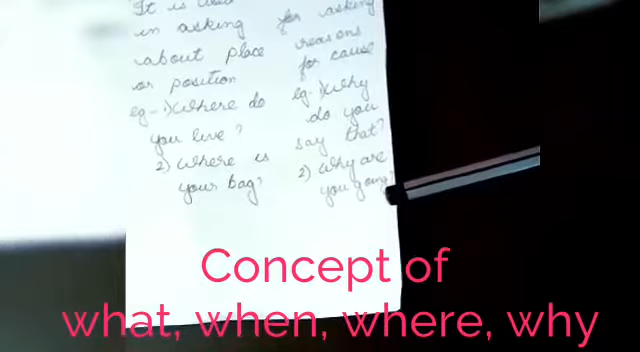 It is used
in asking
about place
or position
eg- 1) Where do
you live ?
2) Where is
your bag?
for asking
reasons
for cause
eg- 1) Why
do you
say that?
2) Why are
you going?
Concept of
what, when, where, why